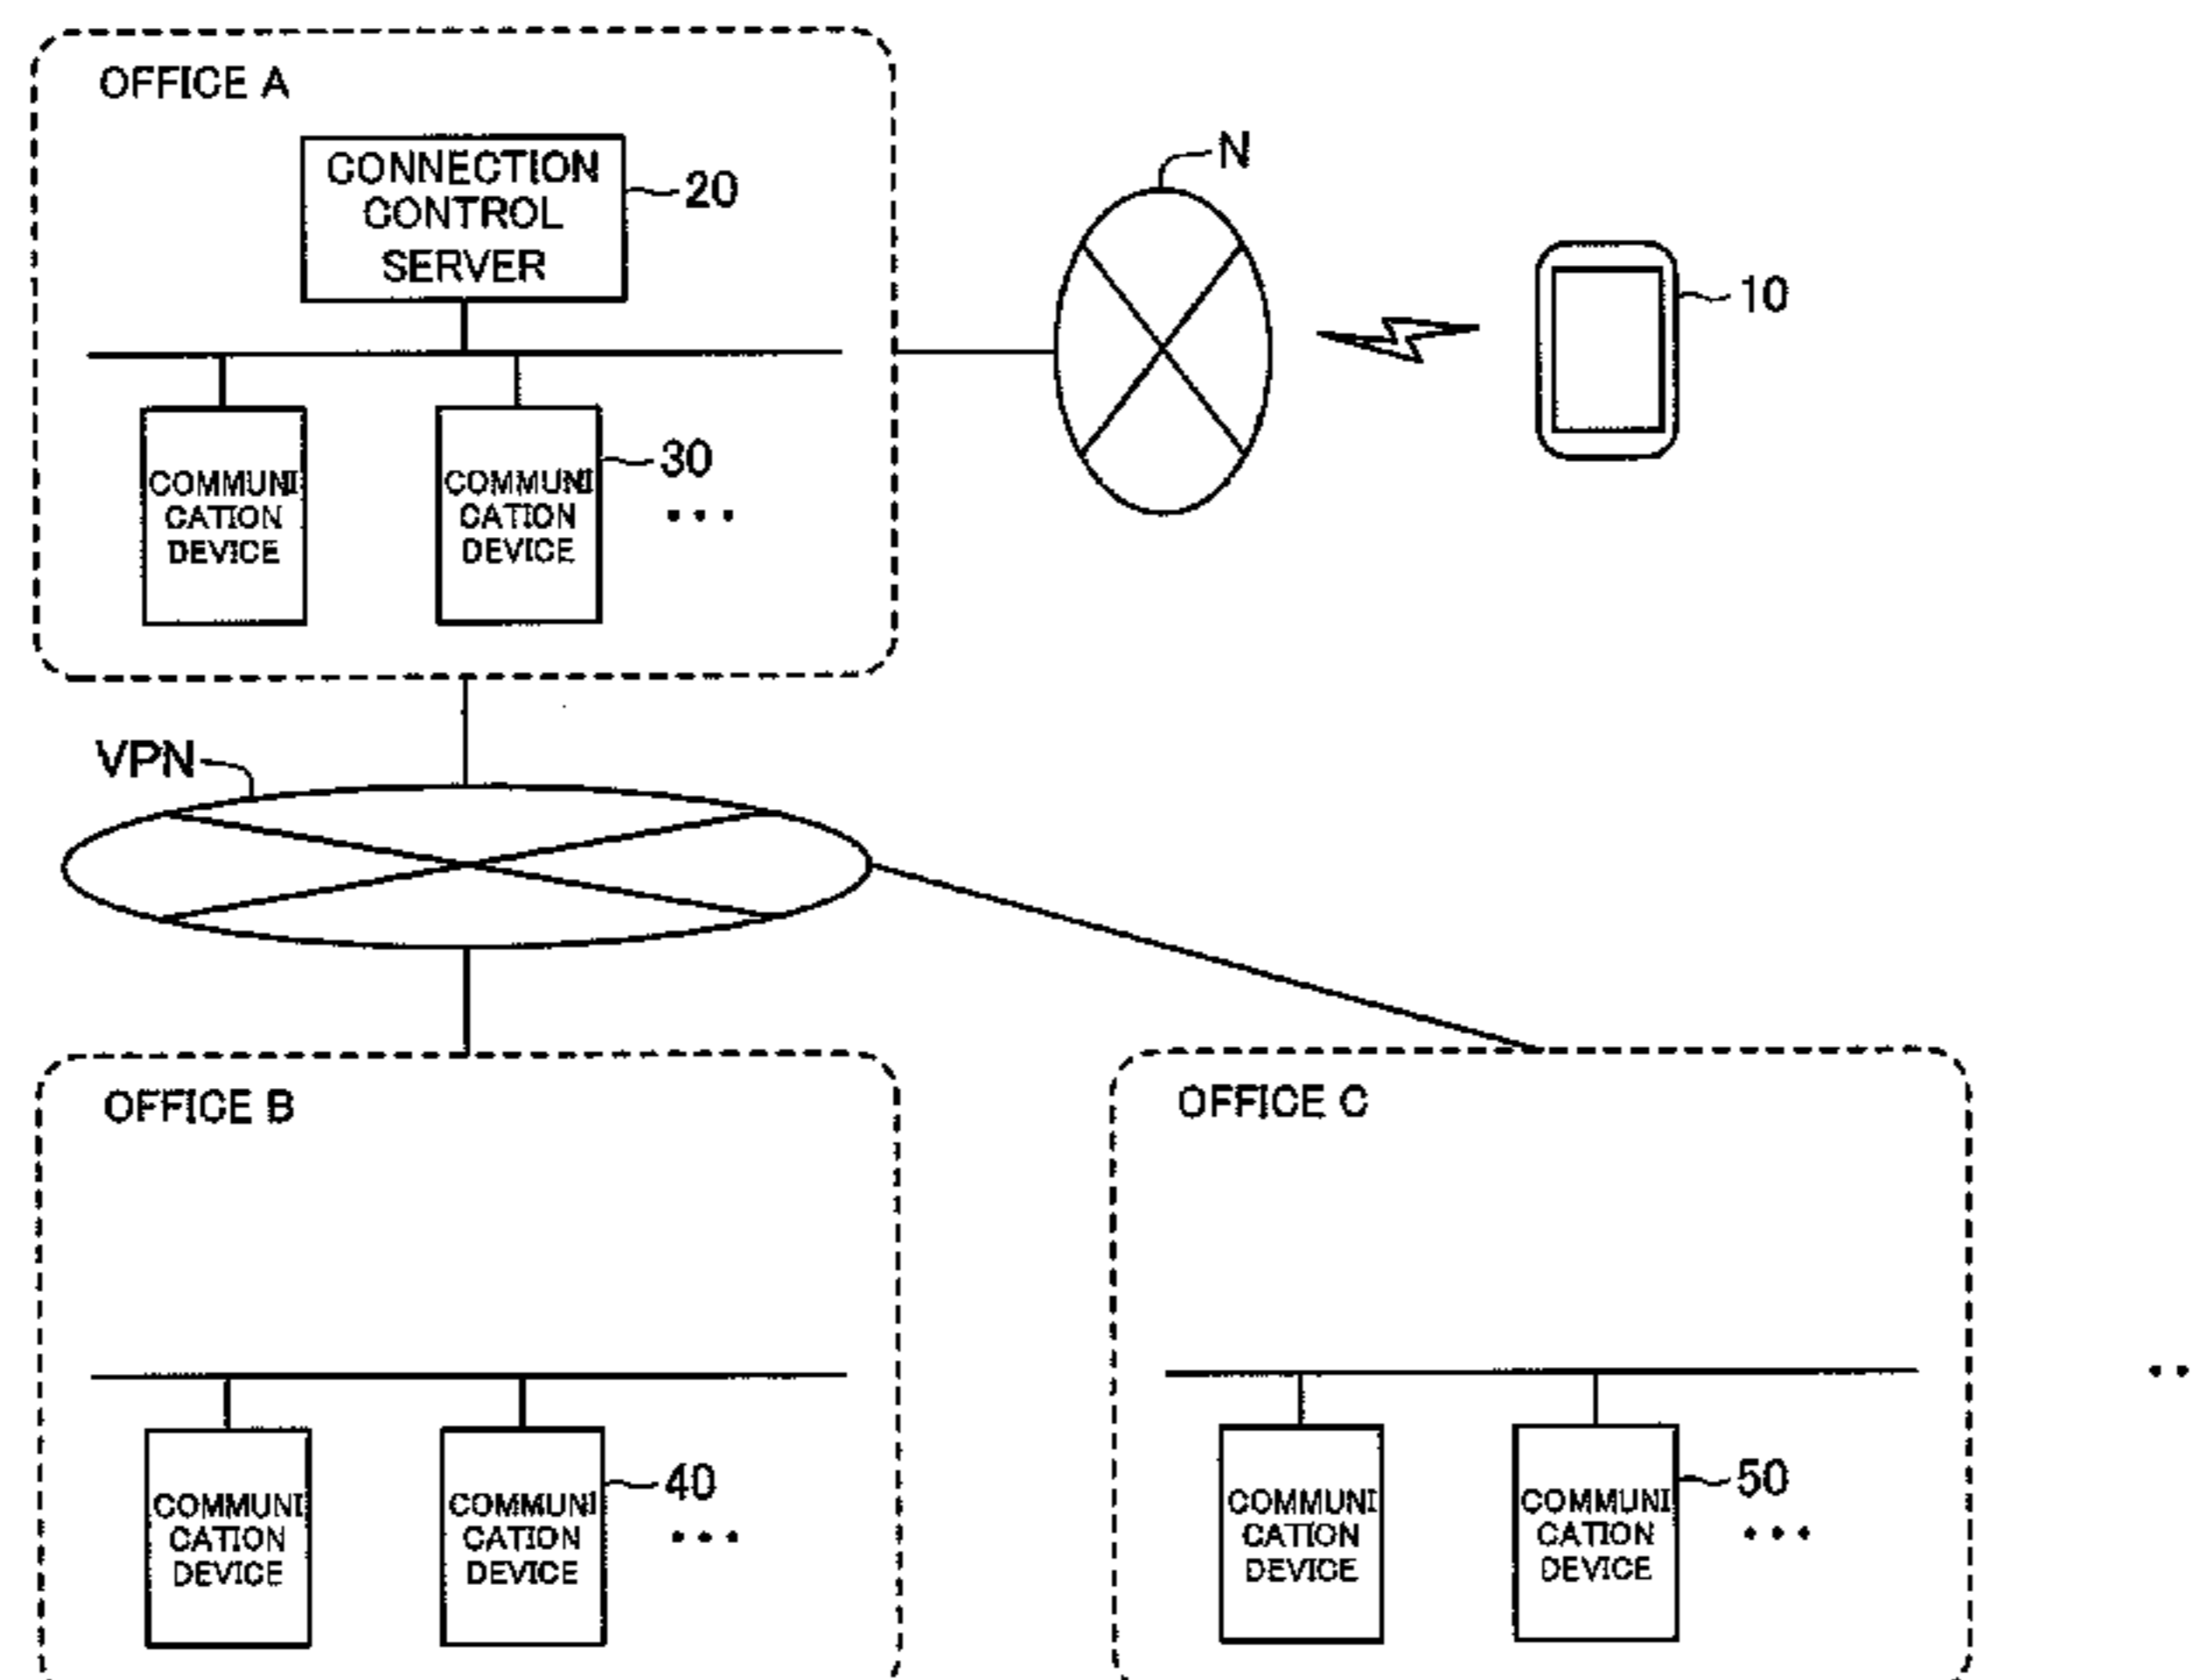 OFFICE A
CONNECTION
CONTROL
SERVER
20
N
10
COMMUNI
CATION
DEVICE
COMMUNI
CATION
DEVICE
30
...
VPN
OFFICE B
COMMUNI
CATION
DEVICE
COMMUNI
CATION
DEVICE
40
...
OFFICE C
COMMUNI
CATION
DEVICE
COMMUNI
CATION
DEVICE
50
...
..